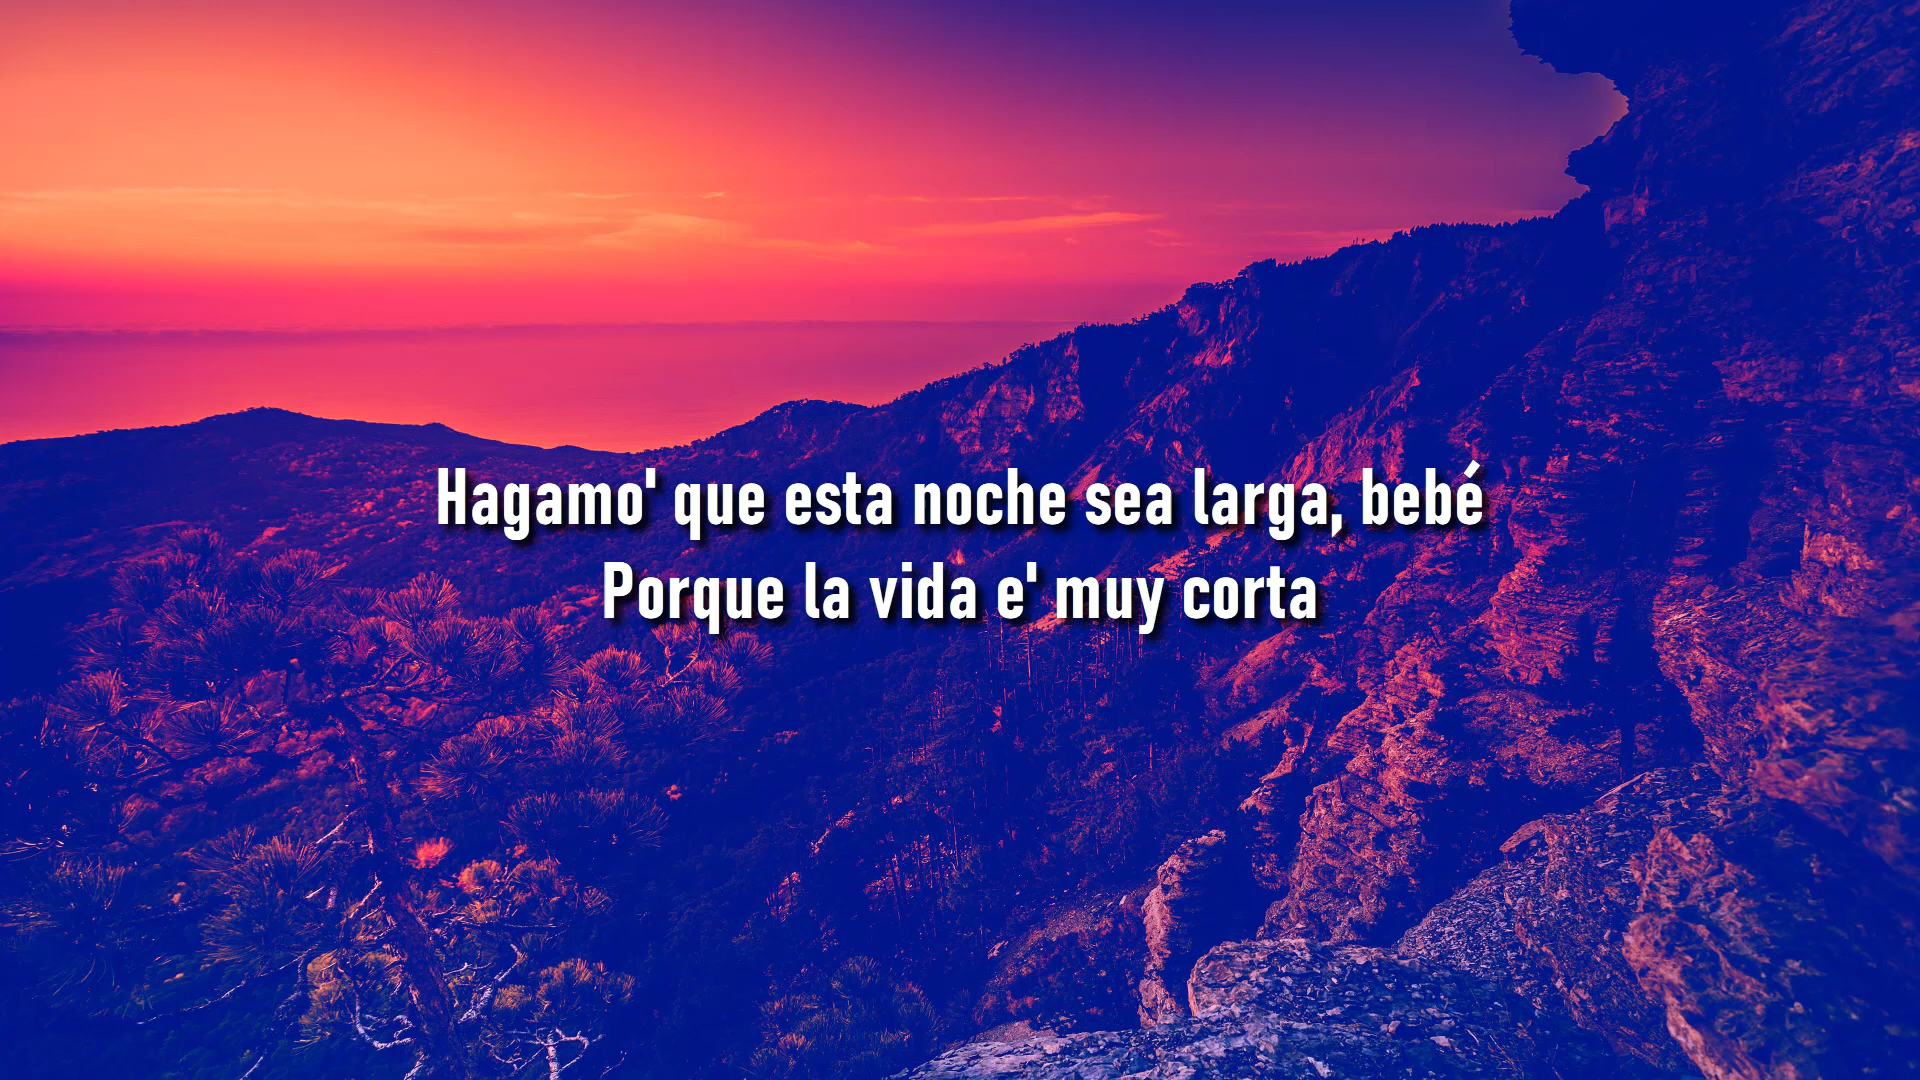 Hagamo' que esta noche sea larga, bebé
Porque la vida e' muy corta